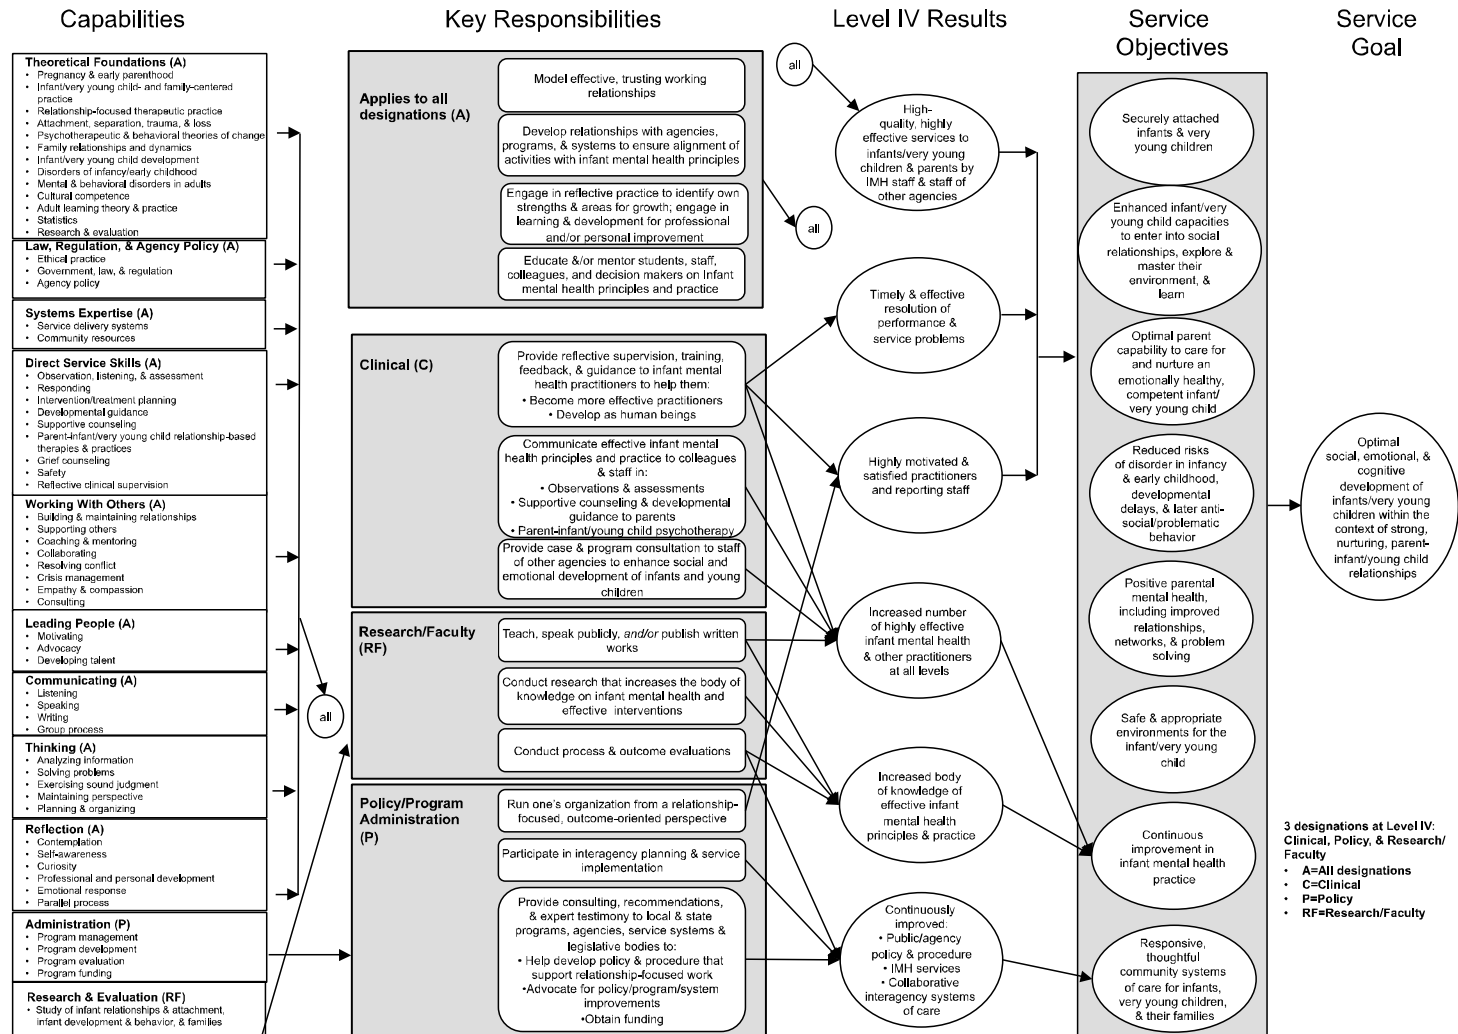 Capabilities
Key Responsibilities
Level IV Results
Service
Objectives
Service
Goal
Theoretical Foundations (A)
• Pregnancy & early parenthood
• Infant/very young child- and family-centered
practice
• Relationship-focused therapeutic practice
• Attachment, separation, trauma, & loss
• Psychotherapeutic & behavioral theories of change
• Family relationships and dynamics
• Infant/very young child development
• Disorders of infancy/early childhood
• Mental & behavioral disorders in adults
• Cultural competence
• Adult learning theory & practice
• Statistics
• Research & evaluation
Law, Regulation, & Agency Policy (A)
• Ethical practice
• Government, law, & regulation
• Agency policy
Systems Expertise (A)
• Service delivery systems
• Community resources
Direct Service Skills (A)
• Observation, listening, & assessment
• Responding
• Intervention/treatment planning
• Developmental guidance
• Supportive counseling
• Parent-infant/very young child relationship-based
therapies & practices
• Grief counseling
• Safety
• Reflective clinical supervision
Working With Others (A)
• Building & maintaining relationships
• Supporting others
• Coaching & mentoring
• Collaborating
• Resolving conflict
• Crisis management
• Empathy & compassion
• Consulting
Leading People (A)
• Motivating
• Advocacy
• Developing talent
Communicating (A)
• Listening
• Speaking
• Writing
• Group process
Thinking (A)
• Analyzing information
• Solving problems
• Exercising sound judgment
• Maintaining perspective
• Planning & organizing
Reflection (A)
• Contemplation
• Self-awareness
• Curiosity
• Professional and personal development
• Emotional response
• Parallel process
Administration (P)
• Program management
• Program development
• Program evaluation
• Program funding
Research & Evaluation (RF)
• Study of infant relationships & attachment,
infant development & behavior, & families
all
Applies to all
designations (A)
Model effective, trusting working
relationships
Develop relationships with agencies,
programs, & systems to ensure alignment of
activities with infant mental health principles
Engage in reflective practice to identify own
strengths & areas for growth; engage in
learning & development for professional
and/or personal improvement
Educate &/or mentor students, staff,
colleagues, and decision makers on Infant
mental health principles and practice
all
Clinical (C)
Provide reflective supervision, training,
feedback, & guidance to infant mental
health practitioners to help them:
• Become more effective practitioners
• Develop as human beings
Communicate effective infant mental
health principles and practice to colleagues
& staff in:
• Observations & assessments
• Supportive counseling & developmental
guidance to parents
• Parent-infant/young child psychotherapy
Provide case & program consultation to staff
of other agencies to enhance social and
emotional development of infants and young
children
Research/Faculty
(RF)
Teach, speak publicly, and/or publish written
works
Conduct research that increases the body of
knowledge on infant mental health and
effective interventions
Conduct process & outcome evaluations
Policy/Program
Administration
(P)
Run one's organization from a relationship-
focused, outcome-oriented perspective
Participate in interagency planning & service
implementation
Provide consulting, recommendations,
& expert testimony to local & state
programs, agencies, service systems &
legislative bodies to:
• Help develop policy & procedure that
support relationship-focused work
•Advocate for policy/program/system
improvements
•Obtain funding
all
High-
quality, highly
effective services to
infants/very young
children & parents by
IMH staff & staff of
other agencies
Timely & effective
resolution of
performance &
service problems
Highly motivated &
satisfied practitioners
and reporting staff
Increased number
of highly effective
infant mental health
& other practitioners
at all levels
Increased body
of knowledge of
effective infant
mental health
principles & practice
Continuously
improved:
• Public/agency
policy & procedure
• IMH services
• Collaborative
interagency systems
of care
Securely attached
infants & very
young children
Enhanced infant/very
young child capacities
to enter into social
relationships, explore &
master their
environment, &
learn
Optimal parent
capability to care for
and nurture an
emotionally healthy,
competent infant/
very young child
Reduced risks
of disorder in infancy
& early childhood,
developmental
delays, & later anti-
social/problematic
behavior
Positive parental
mental health,
including improved
relationships,
networks, & problem
solving
Safe & appropriate
environments for the
infant/very young
child
Continuous
improvement in
infant mental health
practice
Responsive,
thoughtful
community systems
of care for infants,
very young children,
& their families
Optimal
social, emotional, &
cognitive
development of
infants/very young
children within the
context of strong,
nurturing, parent-
infant/young child
relationships
3 designations at Level IV:
Clinical, Policy, & Research/
Faculty
• A=All designations
• C=Clinical
• P=Policy
• RF=Research/Faculty